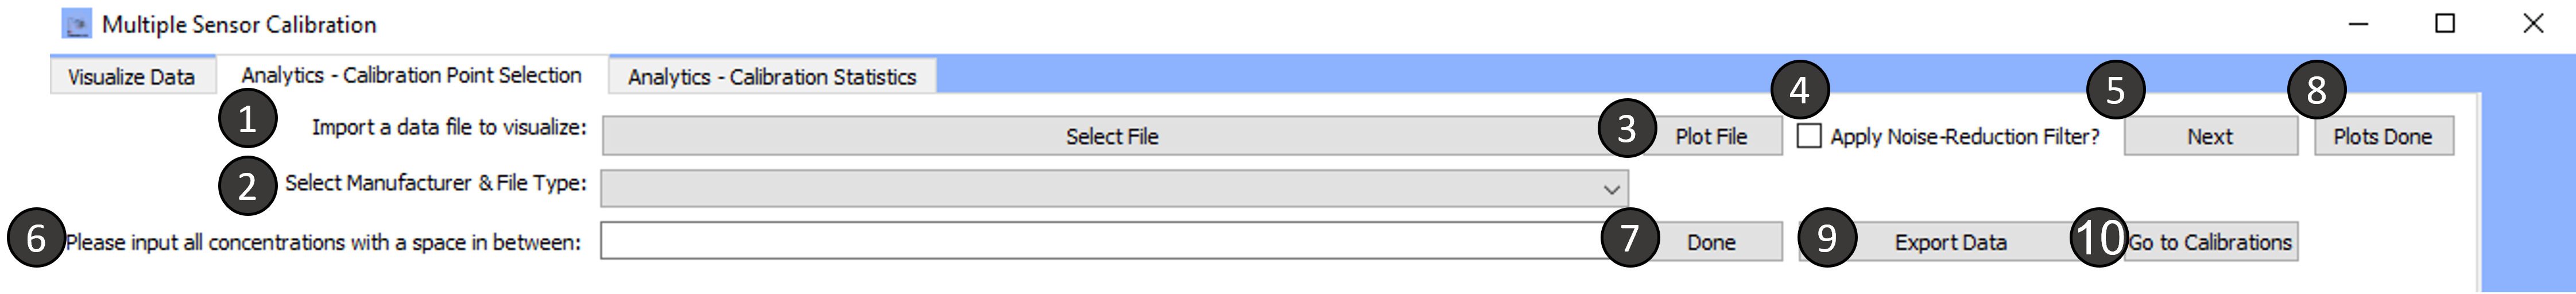 Multiple Sensor Calibration
Visualize Data Analytics - Calibration Point Selection Analytics - Calibration Statistics
1 Import a data file to visualize: Select File 3 Plot File 4 Apply Noise-Reduction Filter? 5 Next 8 Plots Done
2 Select Manufacturer & File Type:
6 Please input all concentrations with a space in between: 7 Done 9 Export Data 10 Go to Calibrations